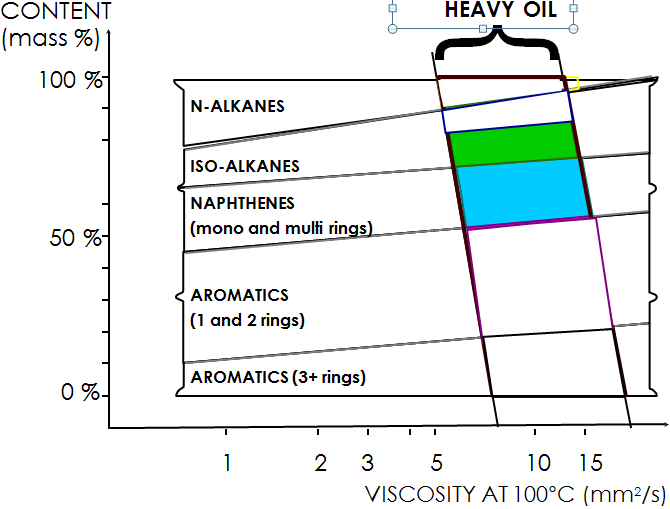 CONTENT
(mass %)
HEAVY OIL
100 %
N-ALKANES
ISO-ALKANES
NAPHTHENES
(mono and multi rings)
50 %
AROMATICS
(1 and 2 rings)
AROMATICS (3+ rings)
0 %
1 2 3 5 10 15
VISCOSITY AT 100°C (mm²/s)